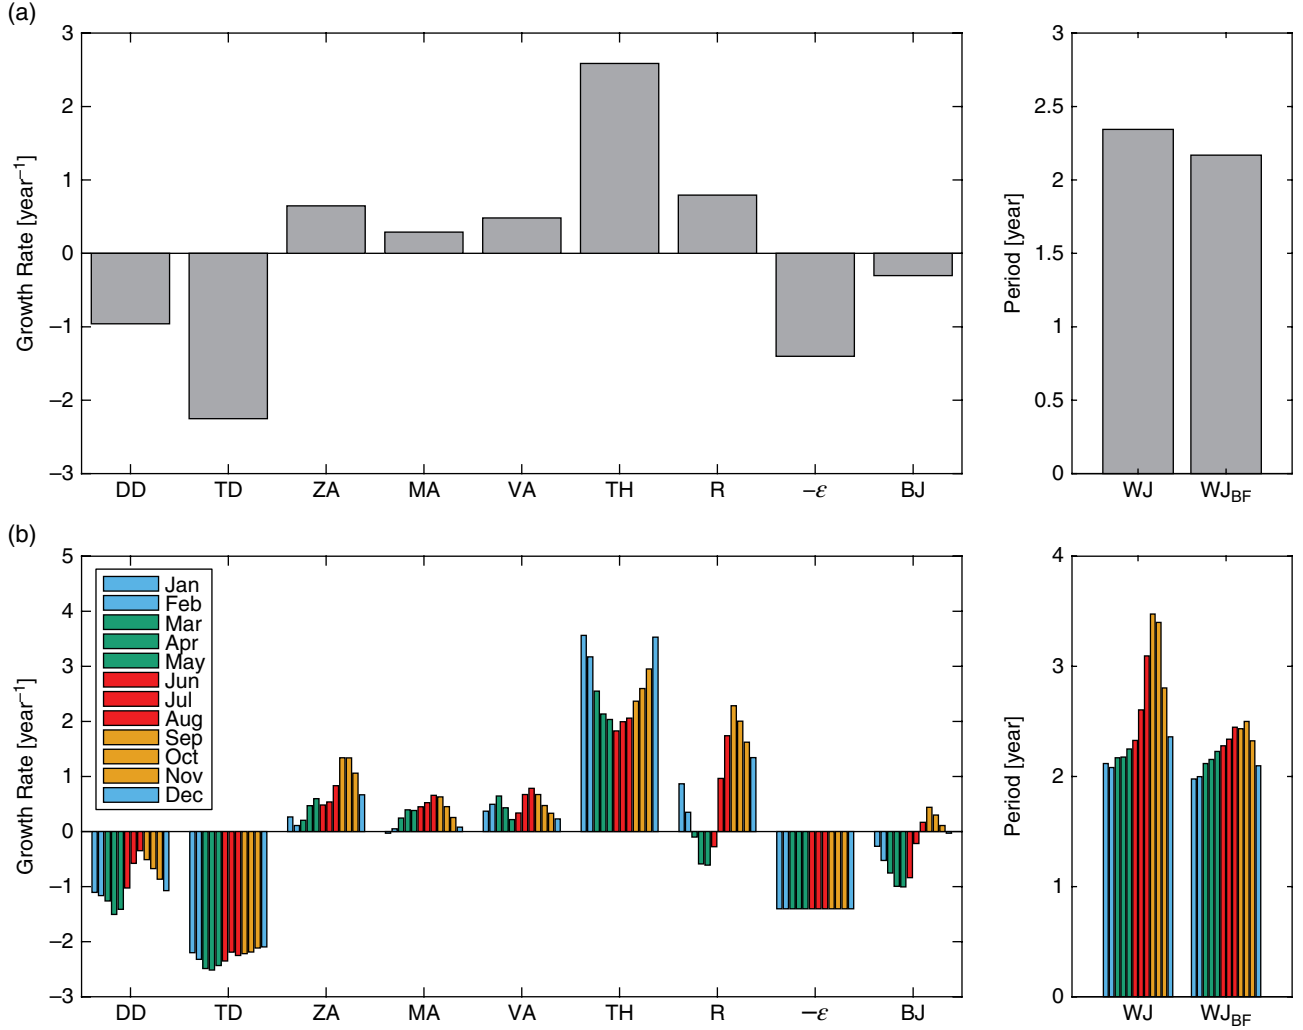 (a)
3
2
1
0
–1
–2
–3
Growth Rate [year–1]
DD TD ZA MA VA TH R –ε BJ
3
2.5
2
1.5
1
0.5
0
Period [year]
WJ WJBF
(b)
5
4
3
2
1
0
–1
–2
–3
Growth Rate [year–1]
Jan
Feb
Mar
Apr
May
Jun
Jul
Aug
Sep
Oct
Nov
Dec
DD TD ZA MA VA TH R –ε BJ
4
3
2
1
0
Period [year]
WJ WJBF